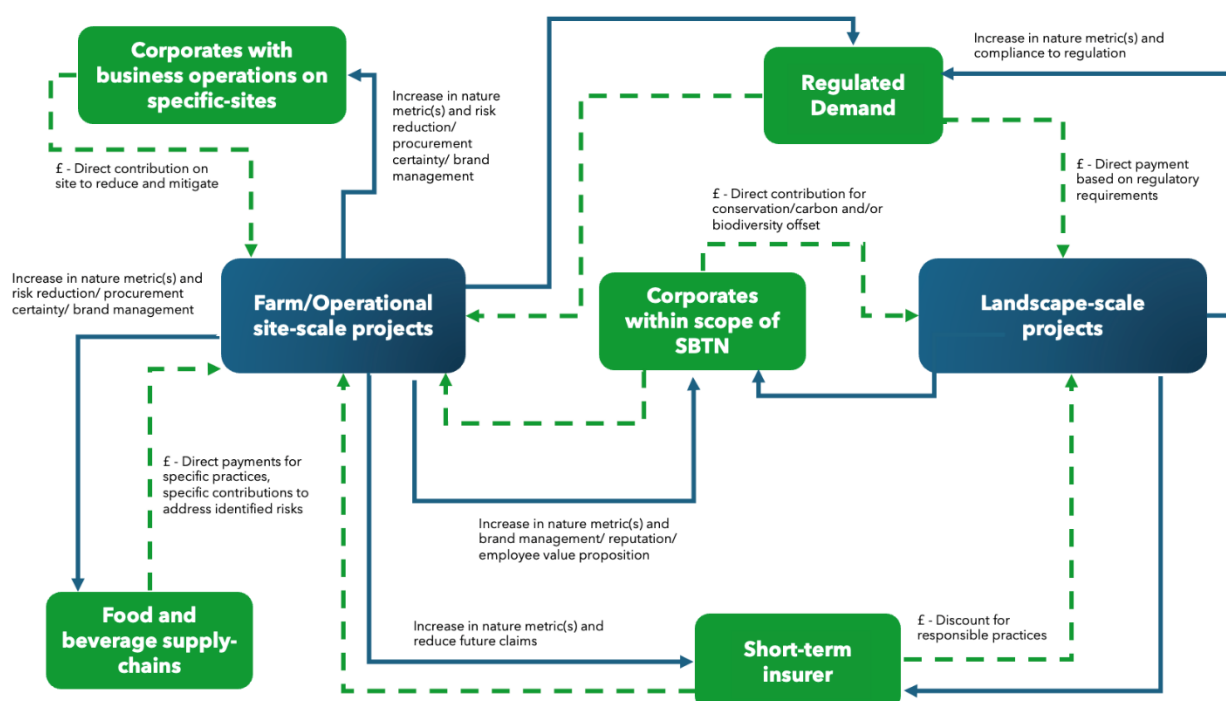 Corporates with
business operations on
specific-sites
Regulated
Demand
Increase in nature metric(s) and
compliance to regulation
Increase in nature
metric(s) and risk
reduction/
procurement
certainty/ brand
management
£ - Direct contribution on
site to reduce and mitigate
£ - Direct payment
based on regulatory
requirements
£ - Direct contribution for
conservation/carbon and/or
biodiversity offset
Increase in nature metric(s) and
risk reduction/ procurement
certainty/ brand management
Farm/Operational
site-scale projects
Corporates
within scope of
SBTN
Landscape-scale
projects
£ - Direct payments for
specific practices,
specific contributions to
address identified risks
Increase in nature metric(s) and
brand management/ reputation/
employee value proposition
Food and
beverage supply-
chains
Increase in nature metric(s) and
reduce future claims
Short-term
insurer
£ - Discount for
responsible practices